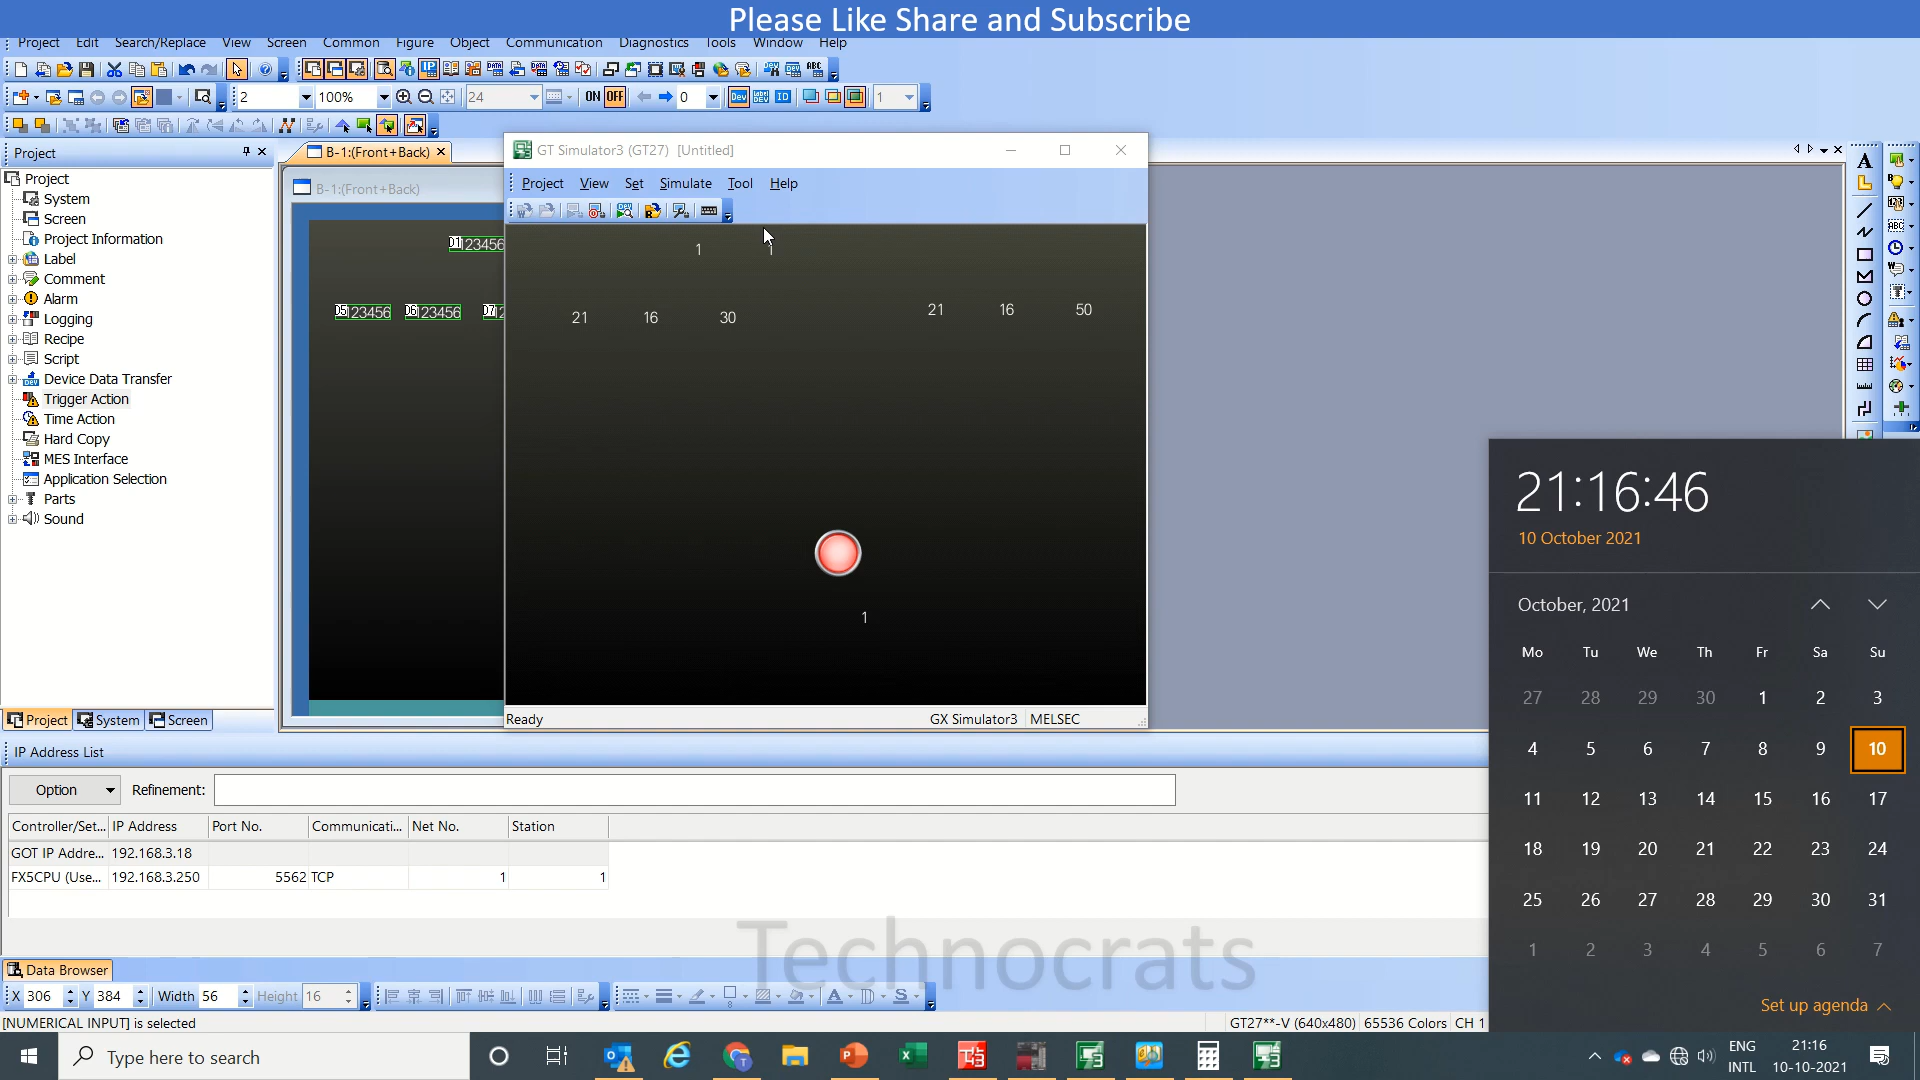 Please Like Share and Subscribe
Project Edit Search/Replace View Screen Common Figure Object Communication Diagnostics Tools Window Help
2 100% 24 ON OFF 0 Dev ID 1
Project
B-1:(Front+Back)
Project
System
Screen
Project Information
Label
Comment
Alarm
Logging
Recipe
Script
Device Data Transfer
Trigger Action
Time Action
Hard Copy
MES Interface
Application Selection
Parts
Sound
Project System Screen
B-1:(Front+Back)
D1 123456
D5 123456 D6 123456 D7
GT Simulator3 (GT27) [Untitled]
Project View Set Simulate Tool Help
1 1
21 16 30 21 16 50
1
Ready GX Simulator3 MELSEC
IP Address List
Option Refinement:
Controller/Set... IP Address Port No. Communicati... Net No. Station
GOT IP Addre... 192.168.3.18
FX5CPU (Use... 192.168.3.250 5562 TCP 1 1
Technocrats
Data Browser
X 306 Y 384 Width 56 Height 16
[NUMERICAL INPUT] is selected
GT27**-V (640x480) 65536 Colors CH 1
21:16:46
10 October 2021
October, 2021
Mo Tu We Th Fr Sa Su
27 28 29 30 1 2 3
4 5 6 7 8 9 10
11 12 13 14 15 16 17
18 19 20 21 22 23 24
25 26 27 28 29 30 31
1 2 3 4 5 6 7
Set up agenda
Type here to search
ENG
INTL
21:16
10-10-2021